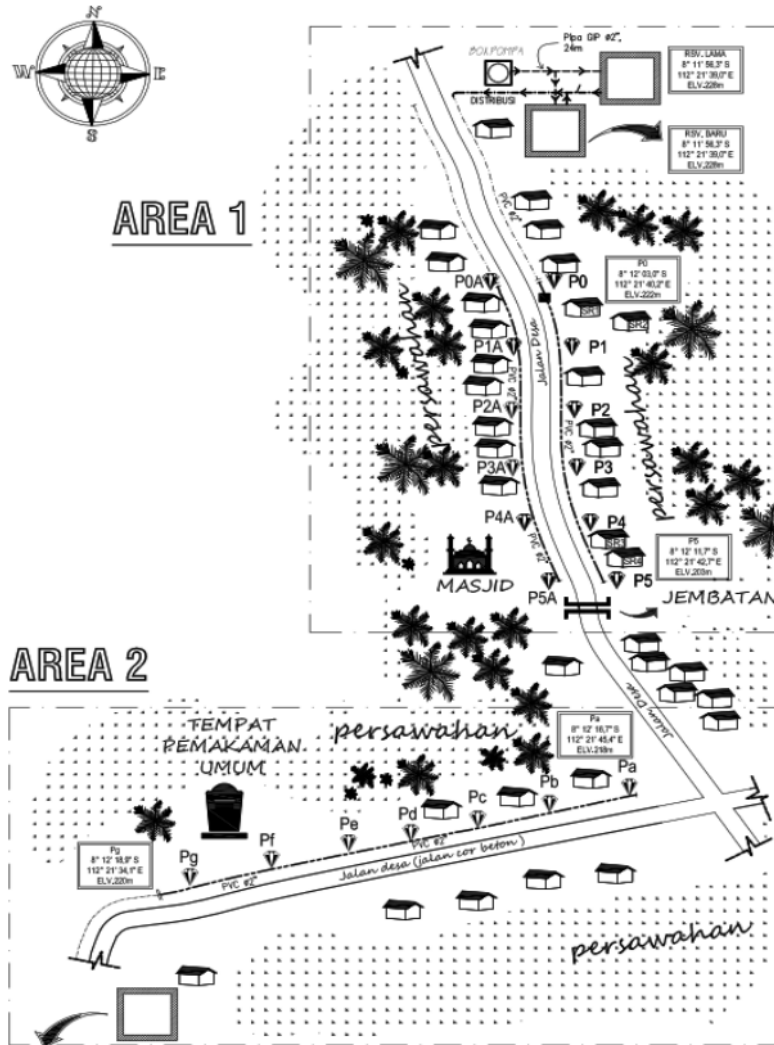 N
W E
S
BOX POMPA
Pipa GIP ø2",
24m
DISTRIBUSI
RSV. LAMA
8° 11' 56,3" S
112° 21' 39,0" E
ELV.228m
RSV. BARU
8° 11' 56,3" S
112° 21' 39,0" E
ELV.228m
AREA 1
PVC ø2"
P0A P0
P0
8° 12' 03,0" S
112° 21' 40,2" E
ELV.222m
SR1
SR2
Jalan Desa
persawahan
P1A P1
PVC ø2"
persawahan
P2A P2
PVC ø2"
P3A P3
P4A P4
PVC ø2"
SR3
SR4
P5
8° 12' 11,7" S
112° 21' 42,7" E
ELV.203m
MASJID
P5A P5
JEMBATAN
AREA 2
Jalan Desa
TEMPAT
PEMAKAMAN
UMUM
persawahan
Pa
8° 12' 16,7" S
112° 21' 45,4" E
ELV.218m
Pa
Pb
Pc
Pd
Pe
Pf
Pg
PVC ø2"
Pg
8° 12' 18,9" S
112° 21' 34,1" E
ELV.220m
PVC ø2"
Jalan desa (jalan cor beton)
persawahan